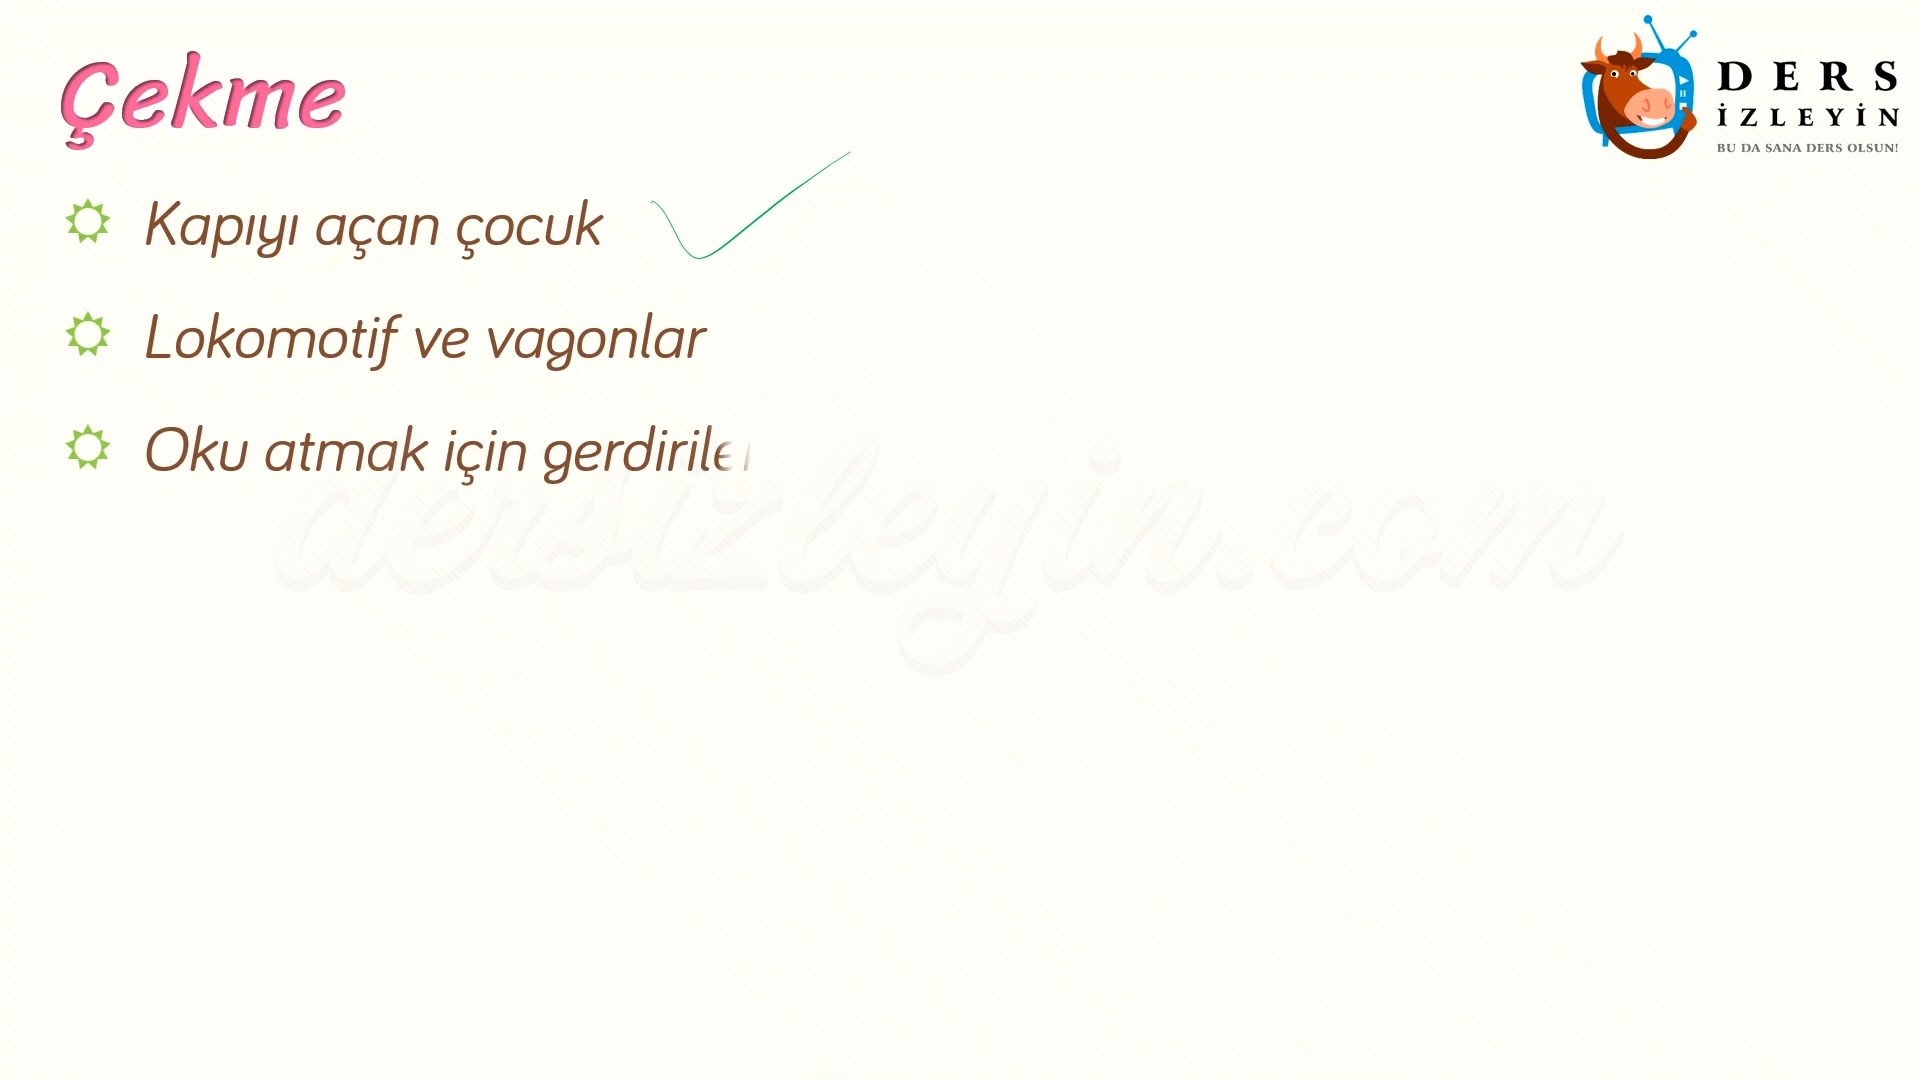 Çekme
DERS
İZLEYİN
BU DA SANA DERS OLSUN!
Kapıyı açan çocuk
Lokomotif ve vagonlar
Oku atmak için
dersizleyin.com